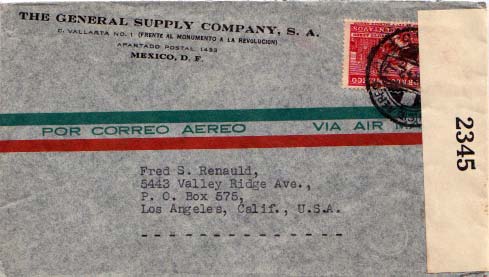 THE GENERAL SUPPLY COMPANY, S. A.
C. VALLARTA NO. 1 (FRENTE AL MONUMENTO A LA REVOLUCION)
APARTADO POSTAL 1453
MEXICO, D. F.
CENTAVOS
POR CORREO AEREO VIA AIR
2345
Fred S. Renauld,
5443 Valley Ridge Ave.,
P. O. Box 575,
Los Angeles, Calif., U.S.A.